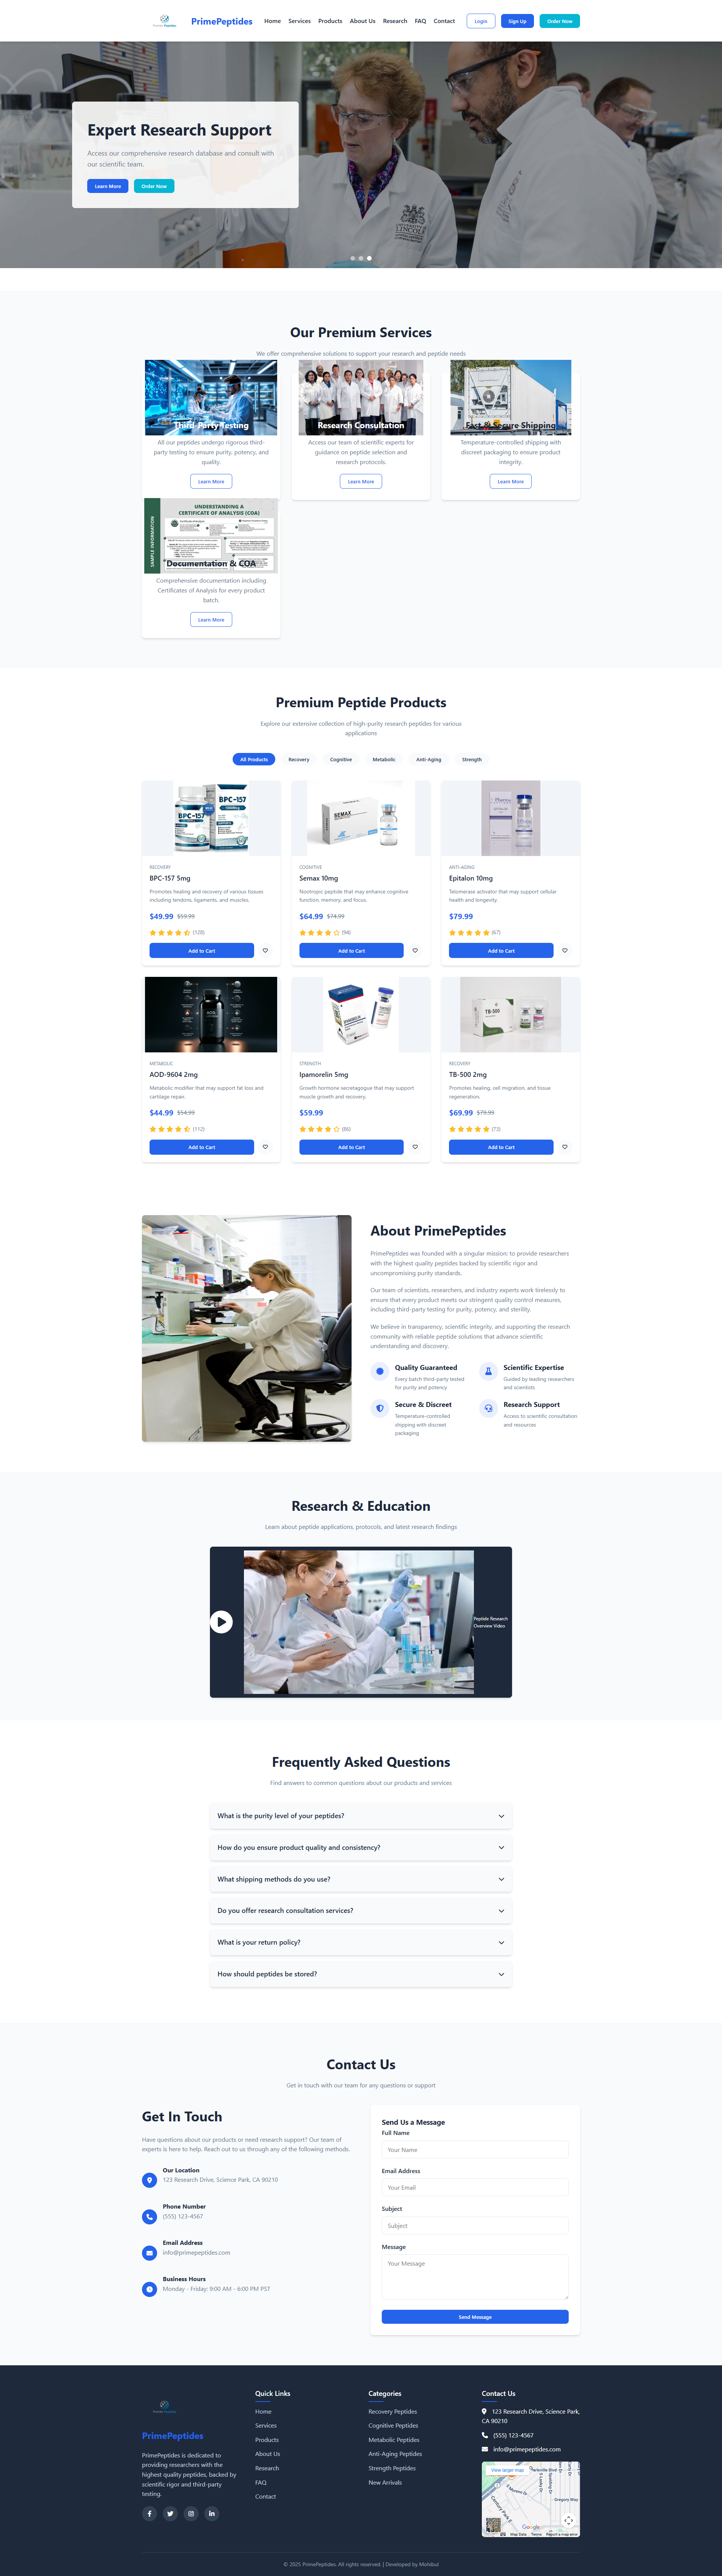 PrimePeptides
Home
Services
Products
About Us
Research
FAQ
Contact
Login
Sign Up
Order Now
Expert Research Support
Access our comprehensive research database and consult with
our scientific team.
Learn More
Order Now
Our Premium Services
We offer comprehensive solutions to support your research and peptide needs
Third-Party Testing
All our peptides undergo rigorous third-
party testing to ensure purity, potency, and
quality.
Learn More
Research Consultation
Access our team of scientific experts for
guidance on peptide selection and
research protocols.
Learn More
Fast & Secure Shipping
Temperature-controlled shipping with
discreet packaging to ensure product
integrity.
Learn More
UNDERSTANDING A
CERTIFICATE OF ANALYSIS (COA)
SAMPLE INFORMATION
Documentation & COA
Comprehensive documentation including
Certificates of Analysis for every product
batch.
Learn More
Premium Peptide Products
Explore our extensive collection of high-purity research peptides for various
applications
All Products
Recovery
Cognitive
Metabolic
Anti-Aging
Strength
BPC-157
BPC-157
RECOVERY
BPC-157 5mg
Promotes healing and recovery of various tissues
including tendons, ligaments, and muscles.
$49.99 $59.99
(128)
Add to Cart
SEMAX
COGNITIVE
Semax 10mg
Nootropic peptide that may enhance cognitive
function, memory, and focus.
$64.99 $74.99
(94)
Add to Cart
ANTI-AGING
Epitalon 10mg
Telomerase activator that may support cellular
health and longevity.
$79.99
(67)
Add to Cart
METABOLIC
AOD-9604 2mg
Metabolic modifier that may support fat loss and
cartilage repair.
$44.99 $54.99
(112)
Add to Cart
STRENGTH
Ipamorelin 5mg
Growth hormone secretagogue that may support
muscle growth and recovery.
$59.99
(86)
Add to Cart
TB-500
RECOVERY
TB-500 2mg
Promotes healing, cell migration, and tissue
regeneration.
$69.99 $79.99
(73)
Add to Cart
About PrimePeptides
PrimePeptides was founded with a singular mission: to provide researchers
with the highest quality peptides backed by scientific rigor and
uncompromising purity standards.
Our team of scientists, researchers, and industry experts work tirelessly to
ensure that every product meets our stringent quality control measures,
including third-party testing for purity, potency, and sterility.
We believe in transparency, scientific integrity, and supporting the research
community with reliable peptide solutions that advance scientific
understanding and discovery.
Quality Guaranteed
Every batch third-party tested
for purity and potency
Scientific Expertise
Guided by leading researchers
and scientists
Secure & Discreet
Temperature-controlled
shipping with discreet
packaging
Research Support
Access to scientific consultation
and resources
Research & Education
Learn about peptide applications, protocols, and latest research findings
Peptide Research
Overview Video
Frequently Asked Questions
Find answers to common questions about our products and services
What is the purity level of your peptides?
How do you ensure product quality and consistency?
What shipping methods do you use?
Do you offer research consultation services?
What is your return policy?
How should peptides be stored?
Contact Us
Get in touch with our team for any questions or support
Get In Touch
Have questions about our products or need research support? Our team of
experts is here to help. Reach out to us through any of the following methods.
Our Location
123 Research Drive, Science Park, CA 90210
Phone Number
(555) 123-4567
Email Address
info@primepeptides.com
Business Hours
Monday - Friday: 9:00 AM - 6:00 PM PST
Send Us a Message
Full Name
Your Name
Email Address
Your Email
Subject
Subject
Message
Your Message
Send Message
PrimePeptides
PrimePeptides is dedicated to
providing researchers with the
highest quality peptides, backed by
scientific rigor and third-party
testing.
Quick Links
Home
Services
Products
About Us
Research
FAQ
Contact
Categories
Recovery Peptides
Cognitive Peptides
Metabolic Peptides
Anti-Aging Peptides
Strength Peptides
New Arrivals
Contact Us
123 Research Drive, Science Park,
CA 90210
(555) 123-4567
info@primepeptides.com
View larger map
Gregory Way
Google
Map Data
Terms
Report a map error
© 2025 PrimePeptides. All rights reserved. | Developed by Mohibul